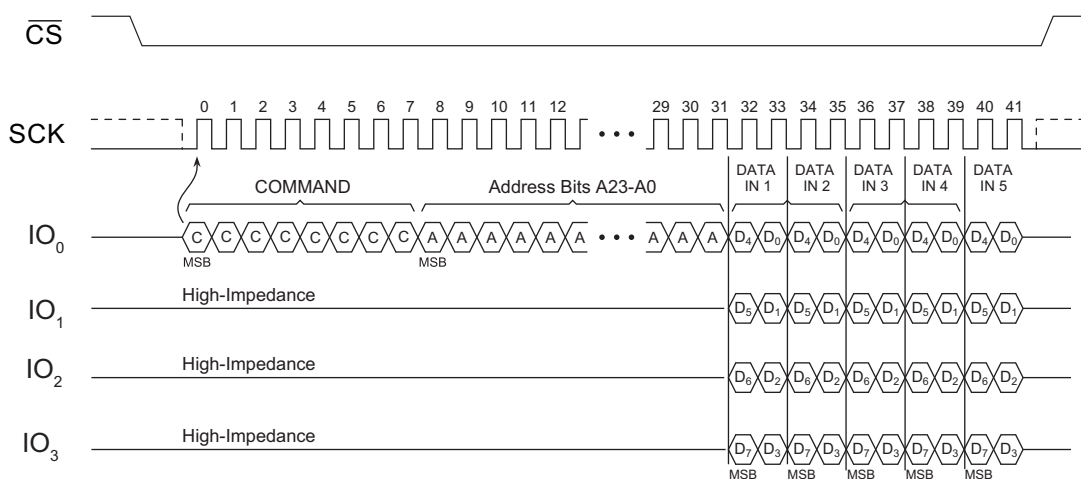 CS
0 1 2 3 4 5 6 7 8 9 10 11 12 29 30 31 32 33 34 35 36 37 38 39 40 41
SCK
• • •
DATA IN 1 DATA IN 2 DATA IN 3 DATA IN 4 DATA IN 5
COMMAND Address Bits A23-A0
IO0 C C C C C C C C A A A A A A • • • A A A D4 D0 D4 D0 D4 D0 D4 D0 D4 D0
MSB MSB
High-Impedance
IO1 D5 D1 D5 D1 D5 D1 D5 D1 D5 D1
High-Impedance
IO2 D6 D2 D6 D2 D6 D2 D6 D2 D6 D2
High-Impedance
IO3 D7 D3 D7 D3 D7 D3 D7 D3 D7 D3
MSB MSB MSB MSB MSB